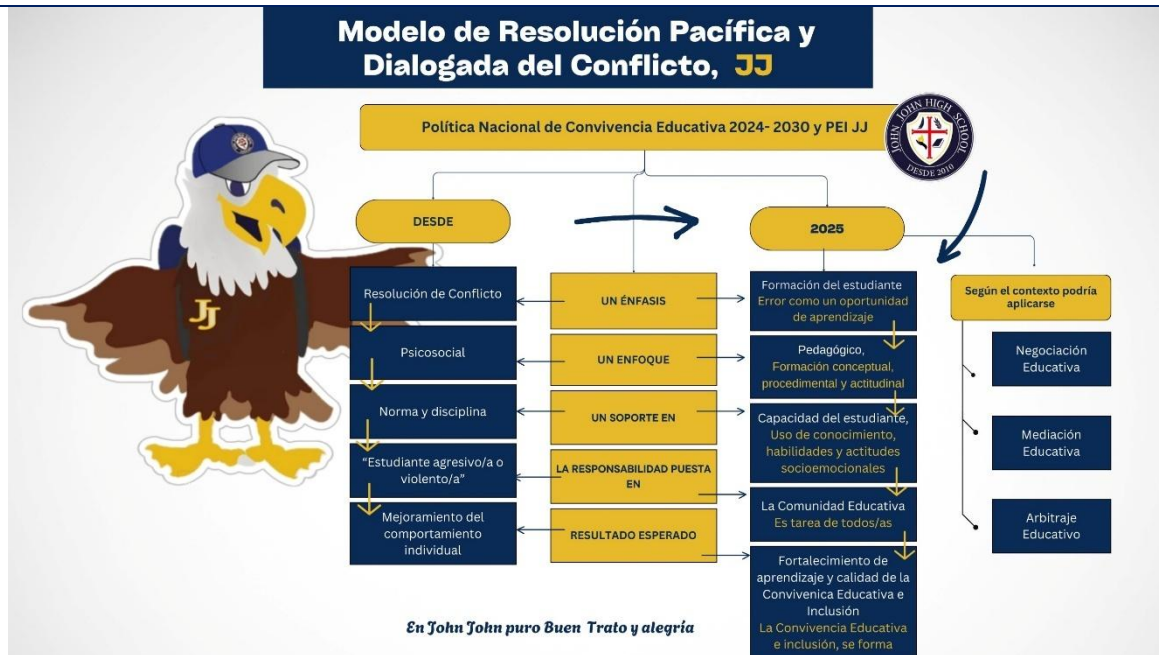 Modelo de Resolución Pacífica y
Dialogada del Conflicto, JJ
Política Nacional de Convivencia Educativa 2024- 2030 y PEI JJ
JOHN JOHN HIGH SCHOOL
DESDE 2010
DESDE
2025
Resolución de Conflicto
Psicosocial
Norma y disciplina
"Estudiante agresivo/a o
violento/a"
Mejoramiento del
comportamiento
individual
UN ÉNFASIS
UN ENFOQUE
UN SOPORTE EN
LA RESPONSABILIDAD PUESTA
EN
RESULTADO ESPERADO
Formación del estudiante
Error como un oportunidad
de aprendizaje
Pedagógico,
Formación conceptual,
procedimental y actitudinal
Capacidad del estudiante,
Uso de conocimiento,
habilidades y actitudes
socioemocionales
La Comunidad Educativa
Es tarea de todos/as
Fortalecimiento de
aprendizaje y calidad de la
Convivenica Educativa e
Inclusión
La Convivencia Educativa
e inclusión, se forma
Según el contexto podría
aplicarse
Negociación
Educativa
Mediación
Educativa
Arbitraje
Educativo
JJ
En John John puro Buen Trato y alegría